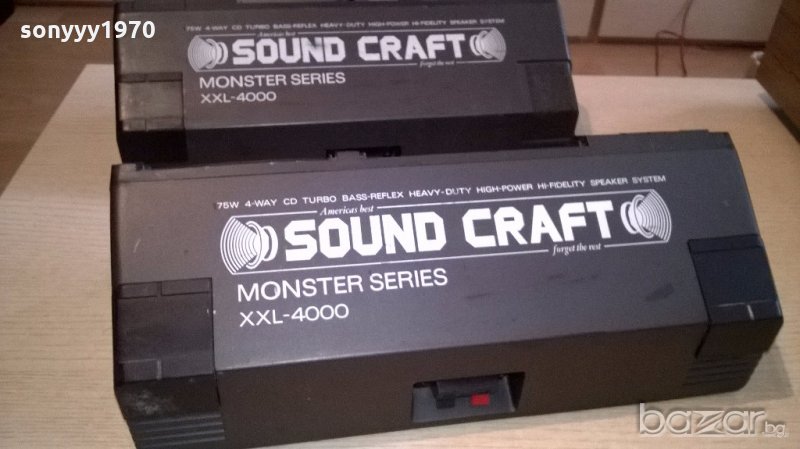 sonyyy1970
75W 4-WAY CD TURBO BASS-REFLEX HEAVY-DUTY HIGH-POWER HI-FIDELITY SPEAKER SYSTEM
Americas best
SOUND CRAFT
forget the rest
MONSTER SERIES
XXL-4000
75W 4-WAY CD TURBO BASS-REFLEX HEAVY-DUTY HIGH-POWER HI-FIDELITY SPEAKER SYSTEM
Americas best
SOUND CRAFT
forget the rest
MONSTER SERIES
XXL-4000
bazar.bg